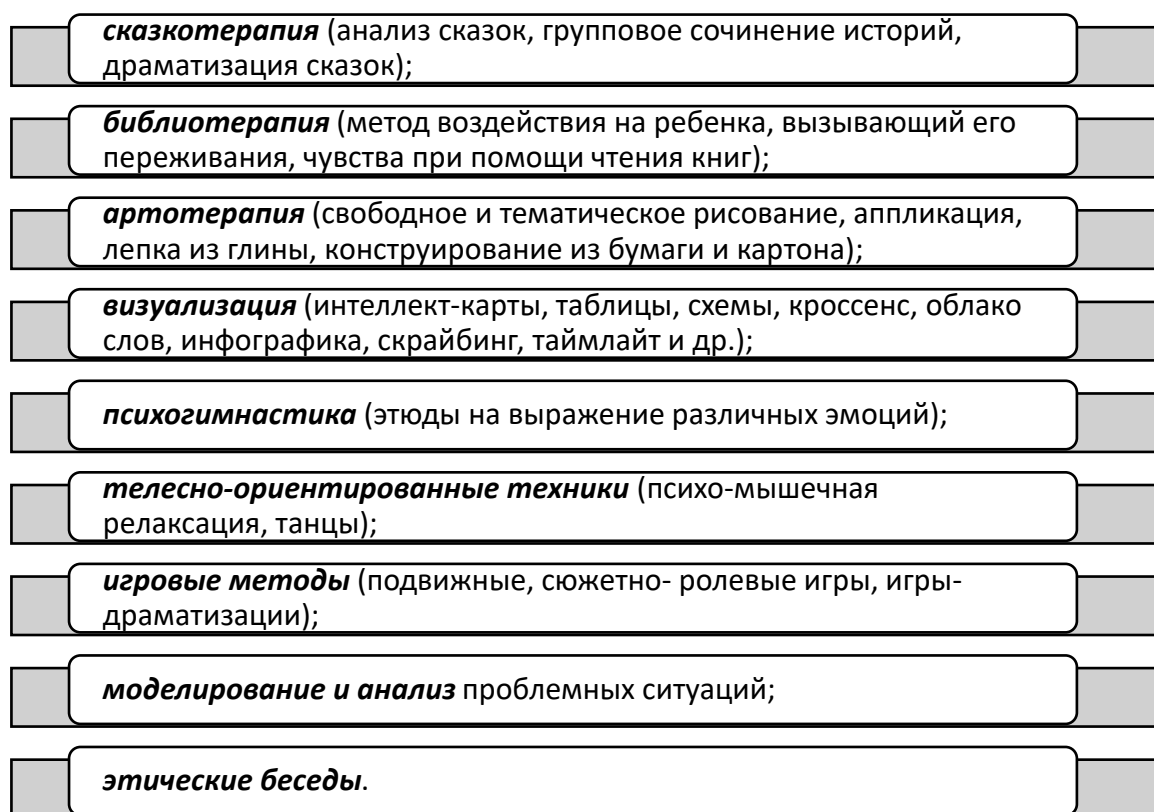 сказкотерапия (анализ сказок, групповое сочинение историй,
драматизация сказок);
библиотерапия (метод воздействия на ребенка, вызывающий его
переживания, чувства при помощи чтения книг);
артотерапия (свободное и тематическое рисование, аппликация,
лепка из глины, конструирование из бумаги и картона);
визуализация (интеллект-карты, таблицы, схемы, кроссенс, облако
слов, инфографика, скрайбинг, таймлайт и др.);
психогимнастика (этюды на выражение различных эмоций);
телесно-ориентированные техники (психо-мышечная
релаксация, танцы);
игровые методы (подвижные, сюжетно- ролевые игры, игры-
драматизации);
моделирование и анализ проблемных ситуаций;
этические беседы.